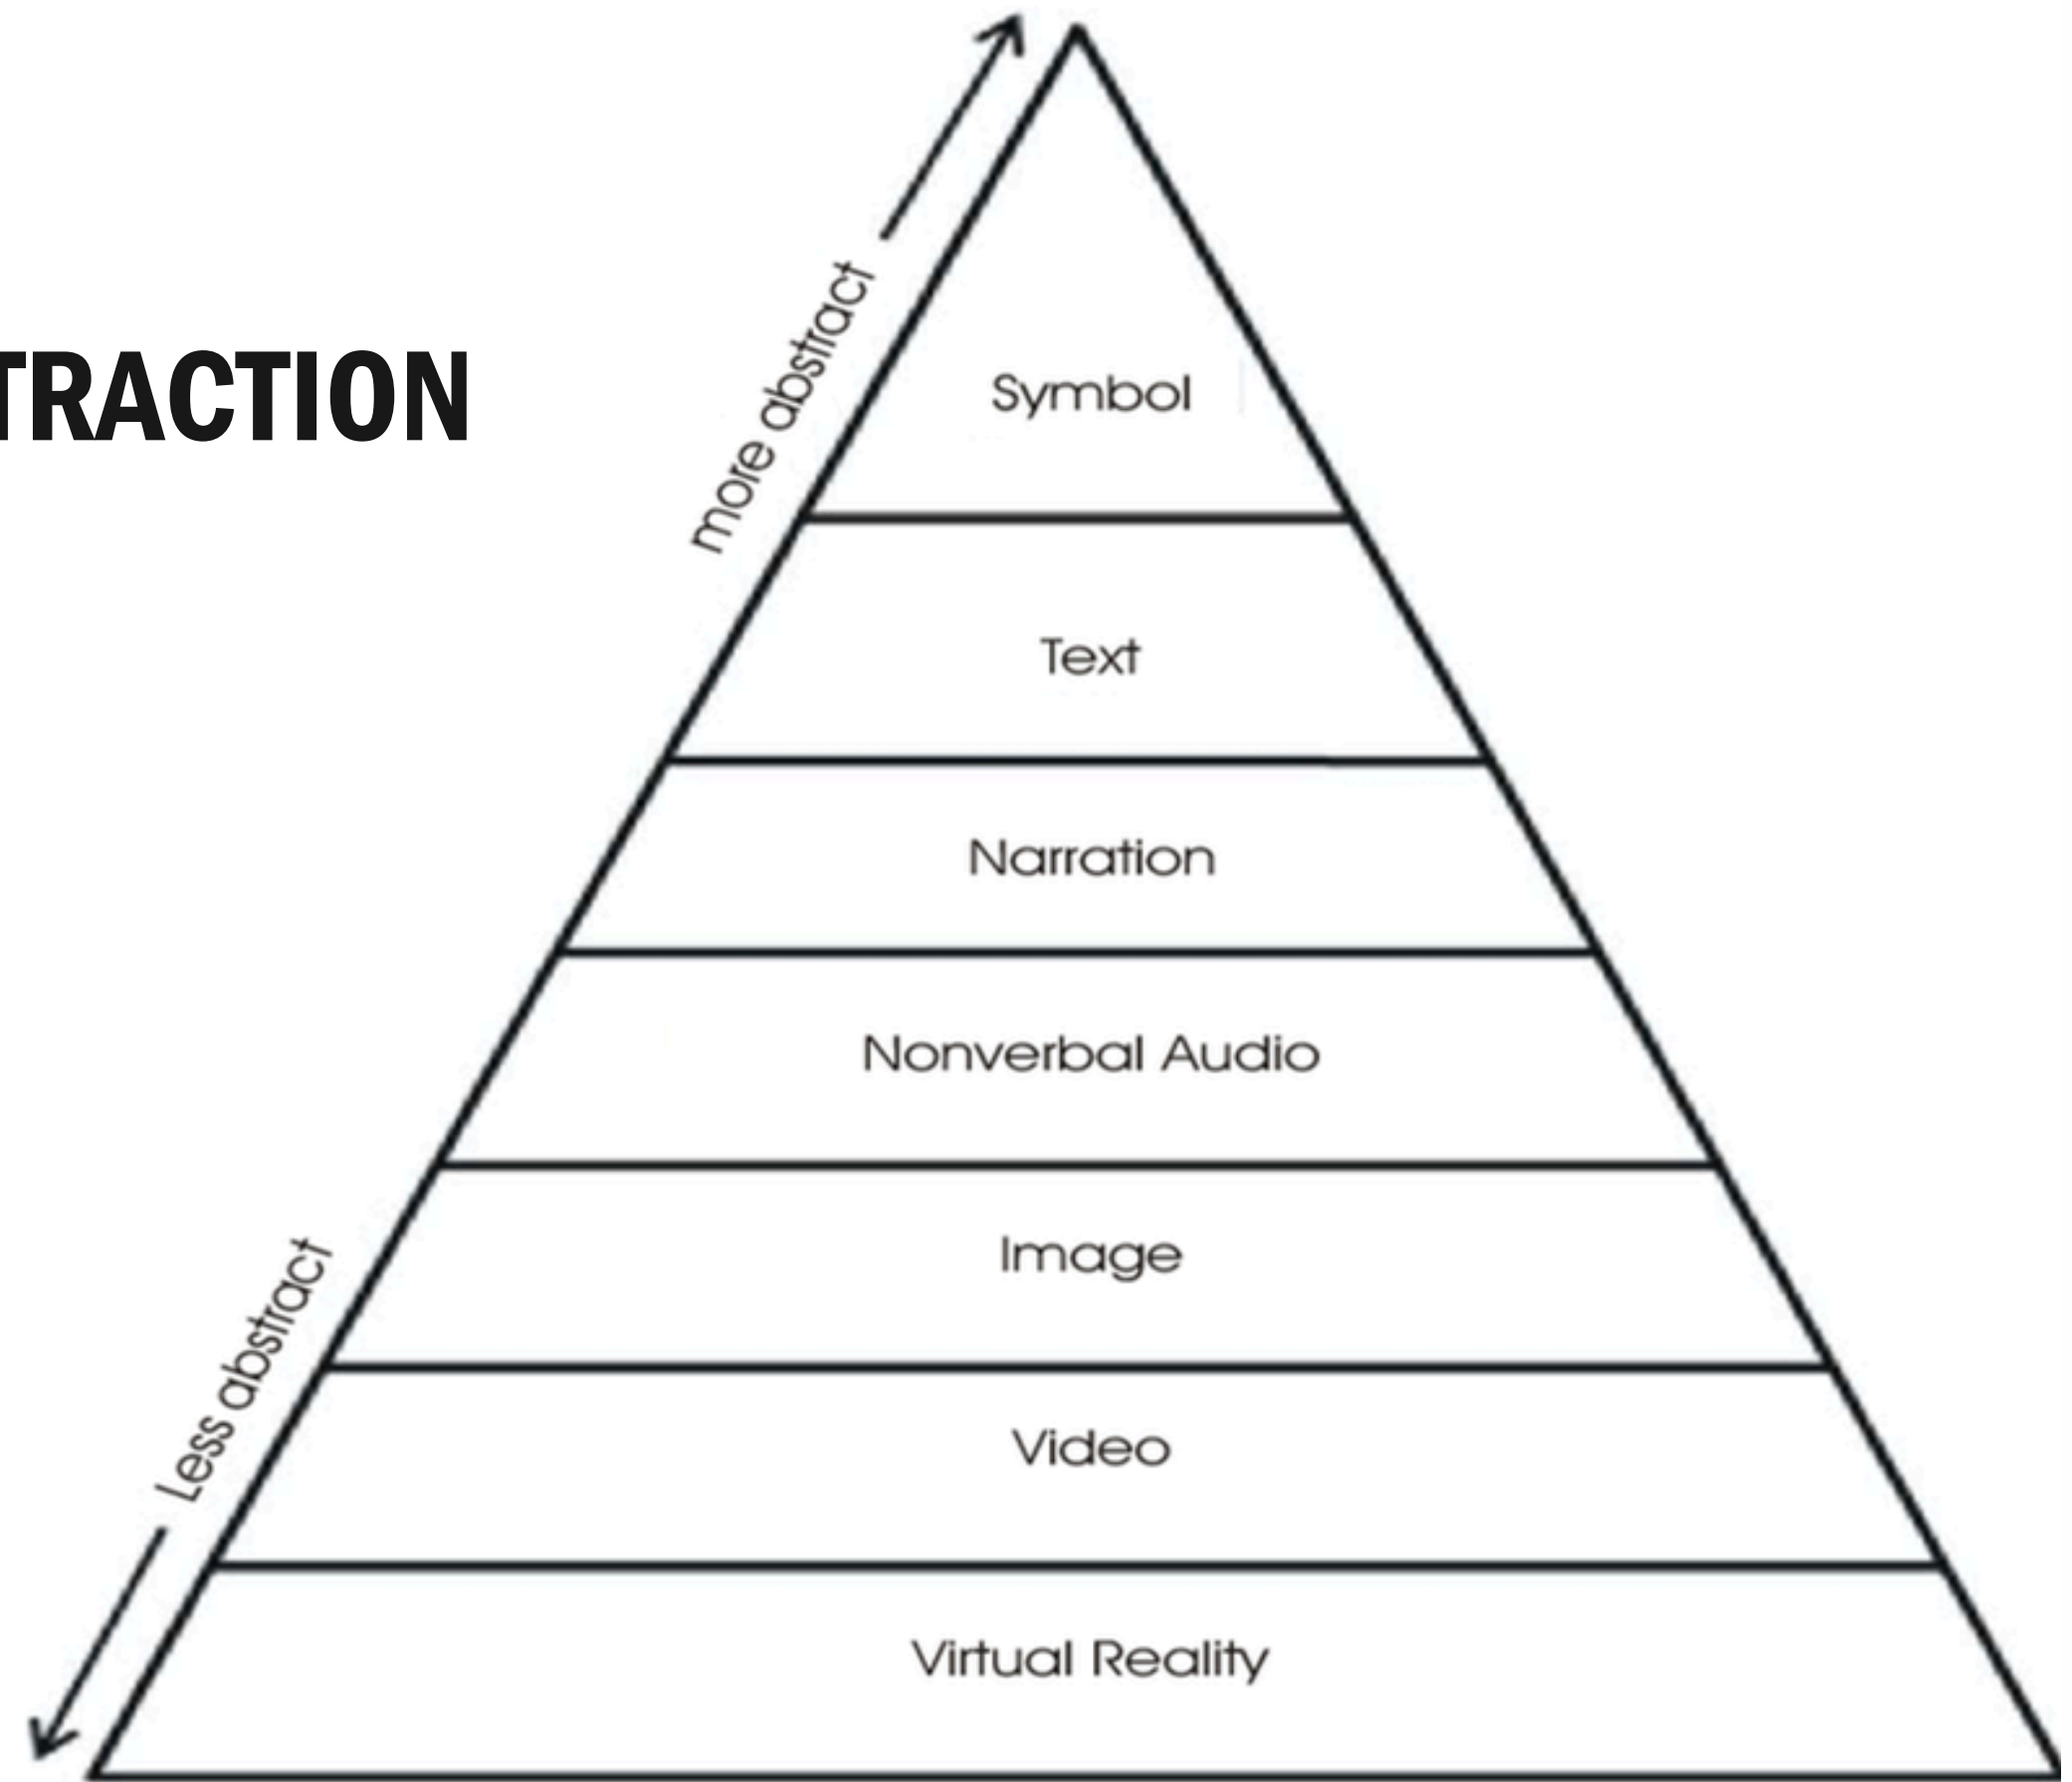 more abstract
TRACTION
Symbol
Text
Narration
Nonverbal Audio
Image
Less abstract
Video
Virtual Reality